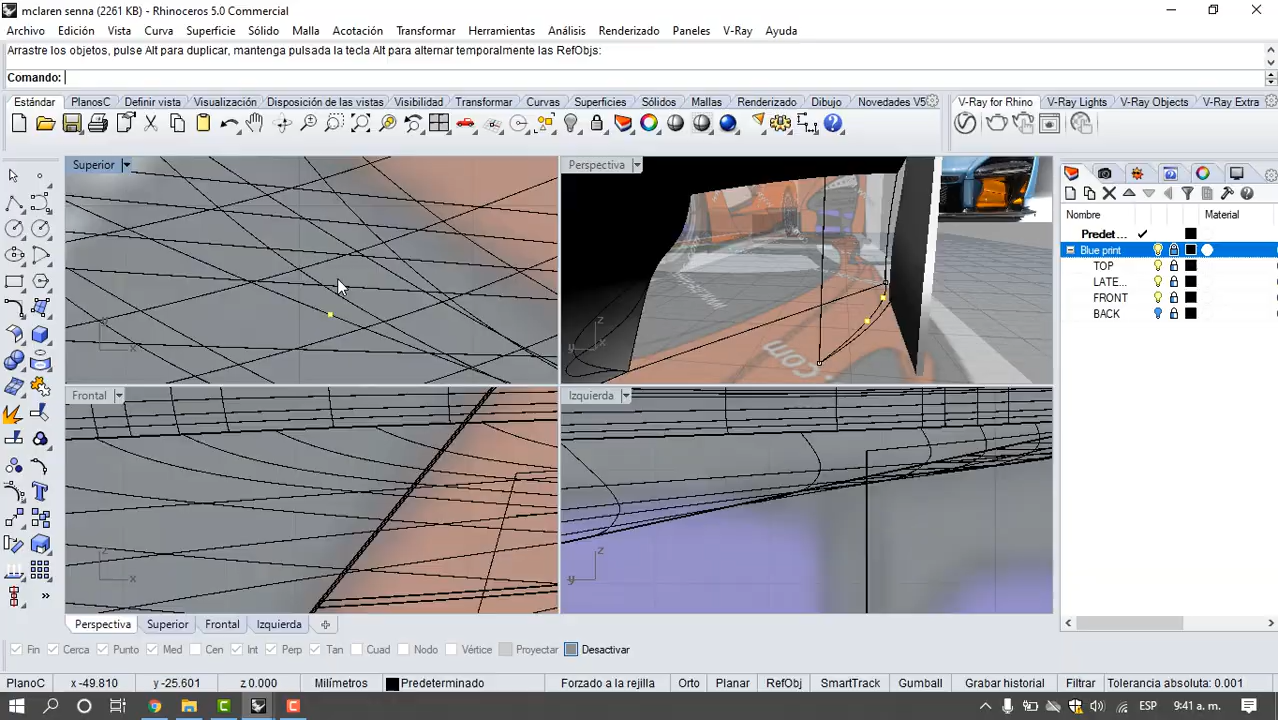 mclaren senna (2261 KB) - Rhinoceros 5.0 Commercial
Archivo Edición Vista Curva Superficie Sólido Malla Acotación Transformar Herramientas Análisis Renderizado Paneles V-Ray Ayuda
Arrastre los objetos, pulse Alt para duplicar, mantenga pulsada la tecla Alt para alternar temporalmente las RefObjs:
Comando:
Estándar PlanosC Definir vista Visualización Disposición de las vistas Visibilidad Transformar Curvas Superficies Sólidos Mallas Renderizado Dibujo Novedades V5
V-Ray for Rhino V-Ray Lights V-Ray Objects V-Ray Extra
Superior
Perspectiva
Nombre Material
Predet...
Blue print
TOP
LATE...
FRONT
BACK
.com
z
y x
x
Frontal
Izquierda
z
x
z
y
Perspectiva Superior Frontal Izquierda
Fin Cerca Punto Med Cen Int Perp Tan Cuad Nodo Vértice Proyectar Desactivar
PlanoC x -49.810 y -25.601 z 0.000 Milímetros Predeterminado Forzado a la rejilla Orto Planar RefObj SmartTrack Gumball Grabar historial Filtrar Tolerancia absoluta: 0.001
ESP 9:41 a. m.